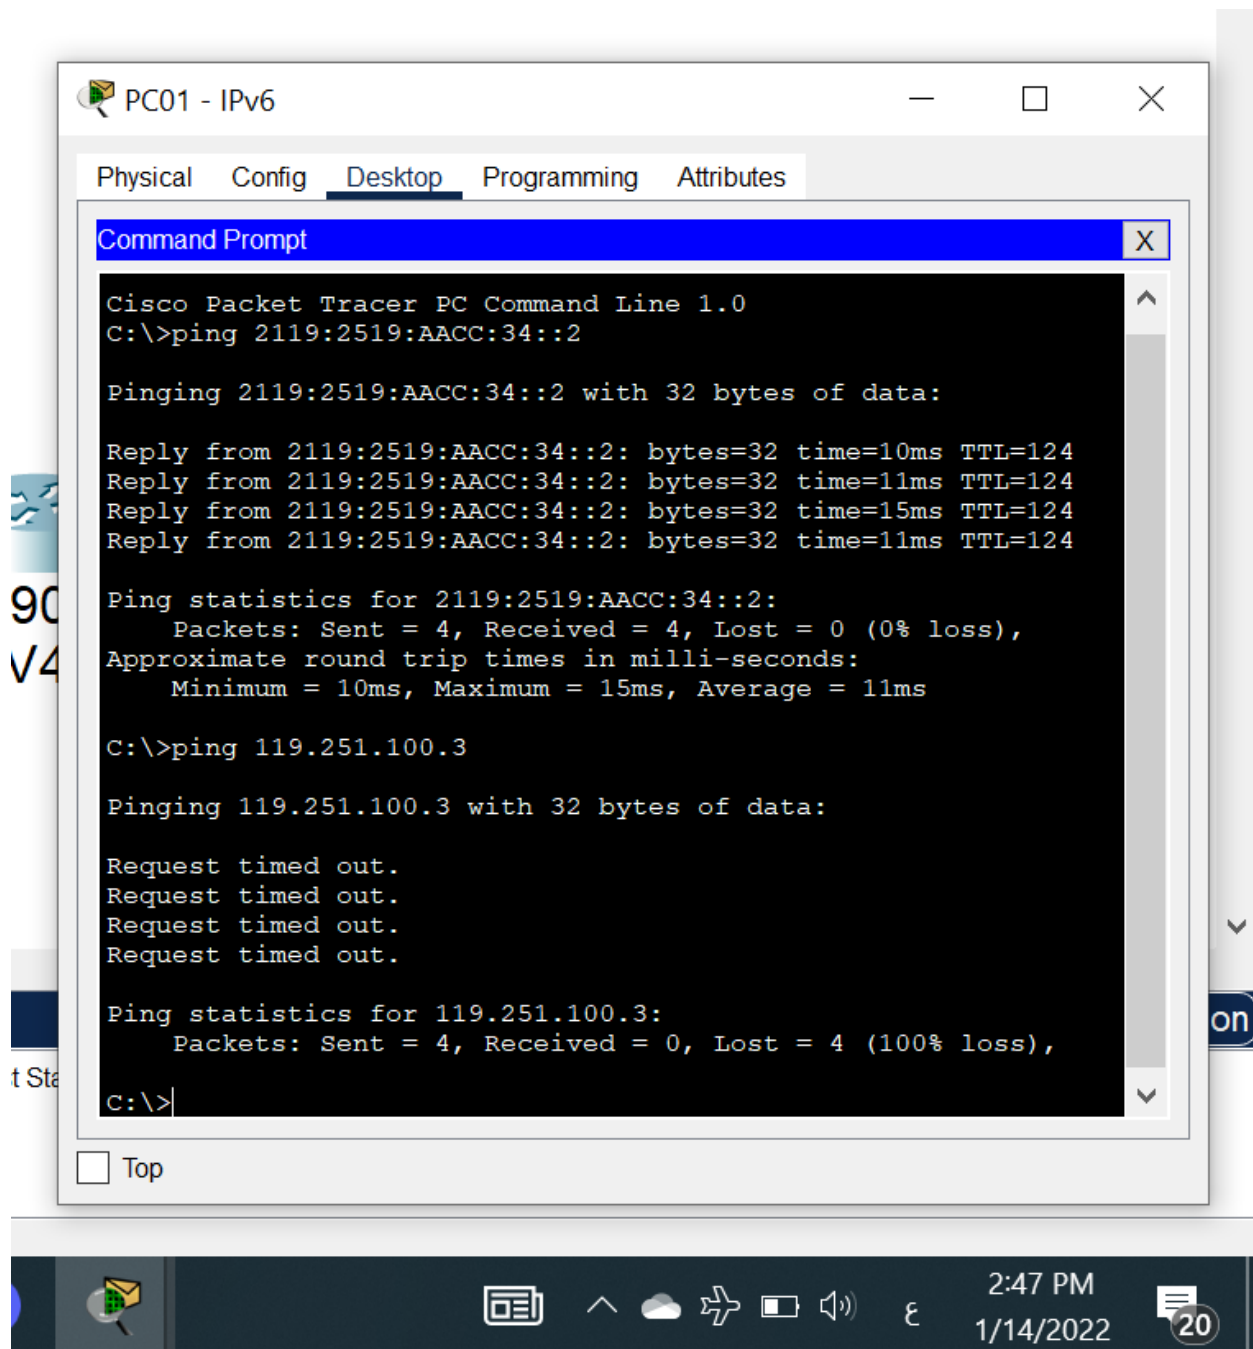 PC01 - IPv6
Physical Config Desktop Programming Attributes
Command Prompt X
Cisco Packet Tracer PC Command Line 1.0
C:\>ping 2119:2519:AACC:34::2
Pinging 2119:2519:AACC:34::2 with 32 bytes of data:
Reply from 2119:2519:AACC:34::2: bytes=32 time=10ms TTL=124
Reply from 2119:2519:AACC:34::2: bytes=32 time=11ms TTL=124
Reply from 2119:2519:AACC:34::2: bytes=32 time=15ms TTL=124
Reply from 2119:2519:AACC:34::2: bytes=32 time=11ms TTL=124
Ping statistics for 2119:2519:AACC:34::2:
Packets: Sent = 4, Received = 4, Lost = 0 (0% loss),
Approximate round trip times in milli-seconds:
Minimum = 10ms, Maximum = 15ms, Average = 11ms
C:\>ping 119.251.100.3
Pinging 119.251.100.3 with 32 bytes of data:
Request timed out.
Request timed out.
Request timed out.
Request timed out.
Ping statistics for 119.251.100.3:
Packets: Sent = 4, Received = 0, Lost = 4 (100% loss),
C:\>
Top
90
V4
on
t Sta
ع
2:47 PM
1/14/2022
20